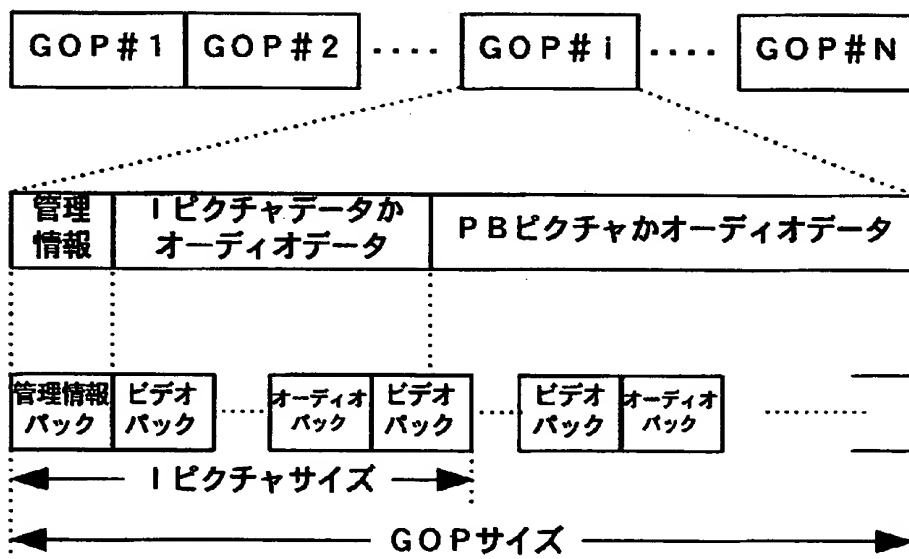 GOP#1 GOP#2 ‥‥ GOP#i ‥‥ GOP#N
管理 Iピクチャデータか PBピクチャかオーディオデータ
情報 オーディオデータ
管理情報 ビデオ オーディオ ビデオ ビデオ オーディオ
パック パック パック パック パック パック
Iピクチャサイズ
GOPサイズ